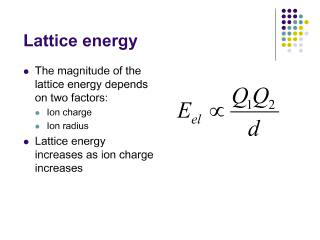 Lattice energy
The magnitude of the
lattice energy depends
on two factors:
Ion charge
Ion radius
Lattice energy
increases as ion charge
increases
E_el ∝ Q_1Q_2 / d